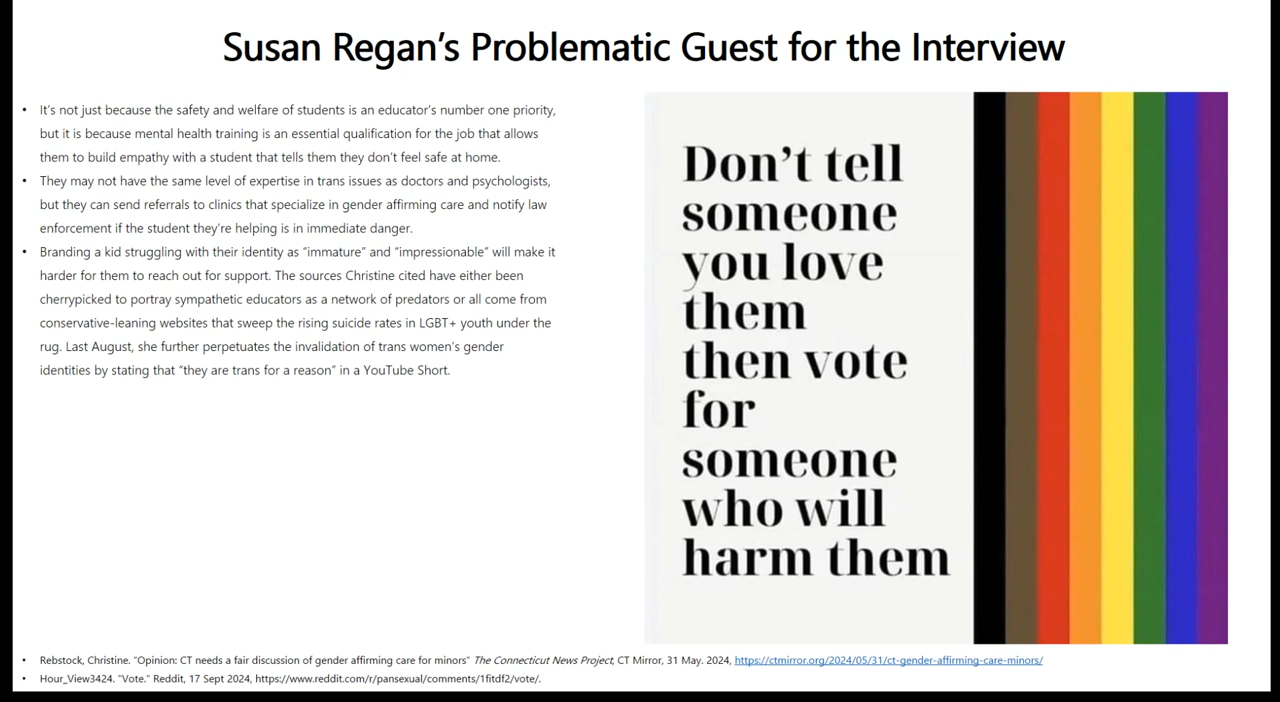 Susan Regan's Problematic Guest for the Interview
• It's not just because the safety and welfare of students is an educator's number one priority,
but it is because mental health training is an essential qualification for the job that allows
them to build empathy with a student that tells them they don't feel safe at home.
• They may not have the same level of expertise in trans issues as doctors and psychologists,
but they can send referrals to clinics that specialize in gender affirming care and notify law
enforcement if the student they're helping is in immediate danger.
• Branding a kid struggling with their identity as "immature" and "impressionable" will make it
harder for them to reach out for support. The sources Christine cited have either been
cherrypicked to portray sympathetic educators as a network of predators or all come from
conservative-leaning websites that sweep the rising suicide rates in LGBT+ youth under the
rug. Last August, she further perpetuates the invalidation of trans women's gender
identities by stating that "they are trans for a reason" in a YouTube Short.
Don't tell
someone
you love
them
then vote
for
someone
who will
harm them
• Rebstock, Christine. "Opinion: CT needs a fair discussion of gender affirming care for minors" The Connecticut News Project, CT Mirror, 31 May. 2024, https://ctmirror.org/2024/05/31/ct-gender-affirming-care-minors/
• Hour_View3424. "Vote." Reddit, 17 Sept 2024, https://www.reddit.com/r/pansexual/comments/1fitdf2/vote/.